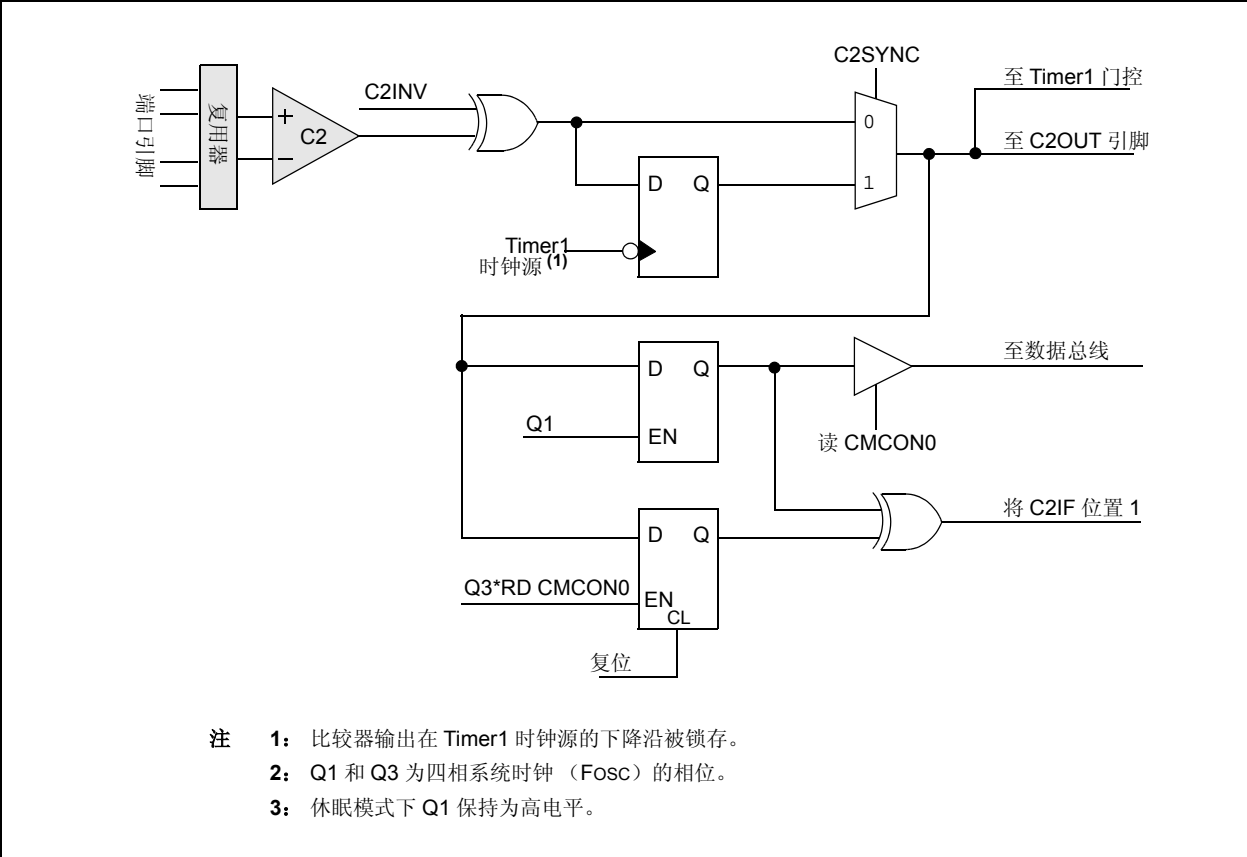 C2SYNC
至 Timer1 门控
C2INV
端口引脚
复用器
+
C2
−
0
至 C2OUT 引脚
D Q
1
Timer1
时钟源 (1)
至数据总线
D Q
Q1
EN
读 CMCON0
将 C2IF 位置 1
D Q
Q3*RD CMCON0
EN
CL
复位
注 1： 比较器输出在 Timer1 时钟源的下降沿被锁存。
2： Q1 和 Q3 为四相系统时钟 （FOSC）的相位。
3： 休眠模式下 Q1 保持为高电平。